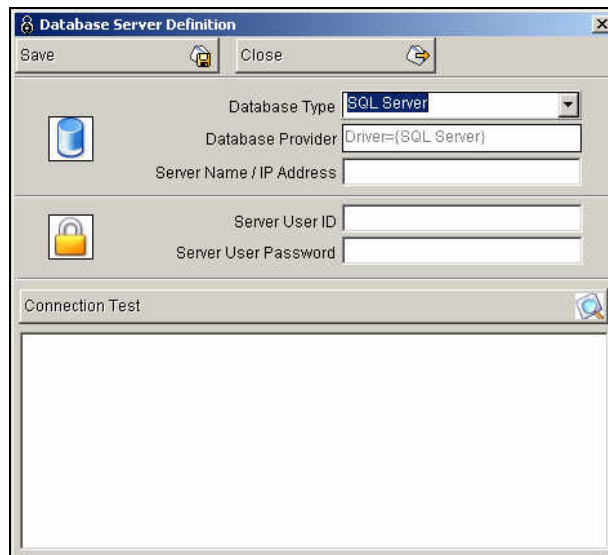 Database Server Definition
Save
Close
Database Type SQL Server
Database Provider Driver={SQL Server}
Server Name / IP Address
Server User ID
Server User Password
Connection Test